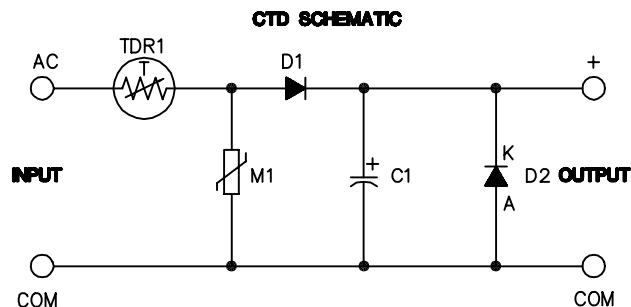 CTD SCHEMATIC
TDR1
T
AC
D1
+
INPUT
M1
+
C1
K
D2
A
OUTPUT
COM
COM